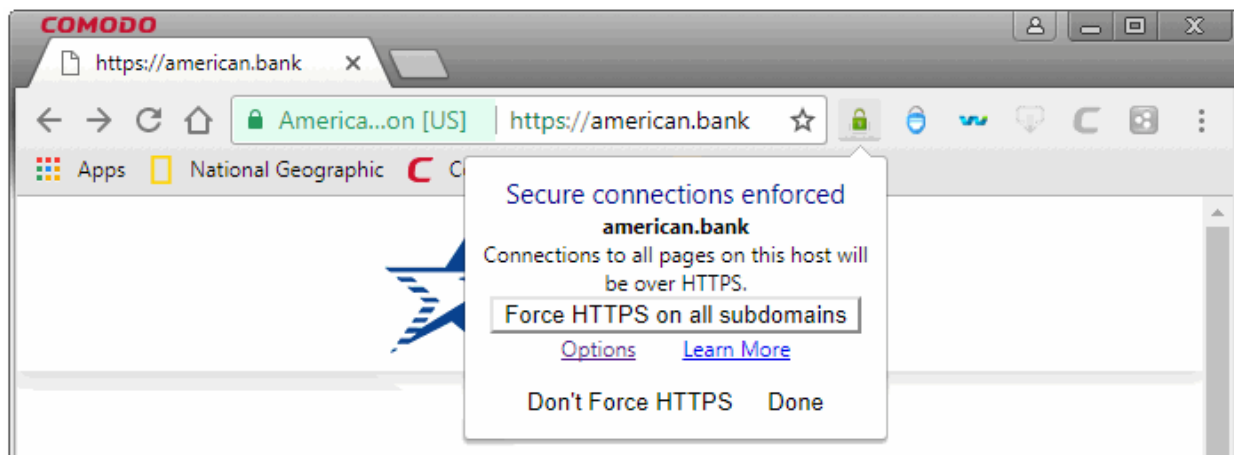 COMODO
https://american.bank
America...on [US] https://american.bank
Apps National Geographic
Secure connections enforced
american.bank
Connections to all pages on this host will
be over HTTPS.
Force HTTPS on all subdomains
Options Learn More
Don't Force HTTPS Done